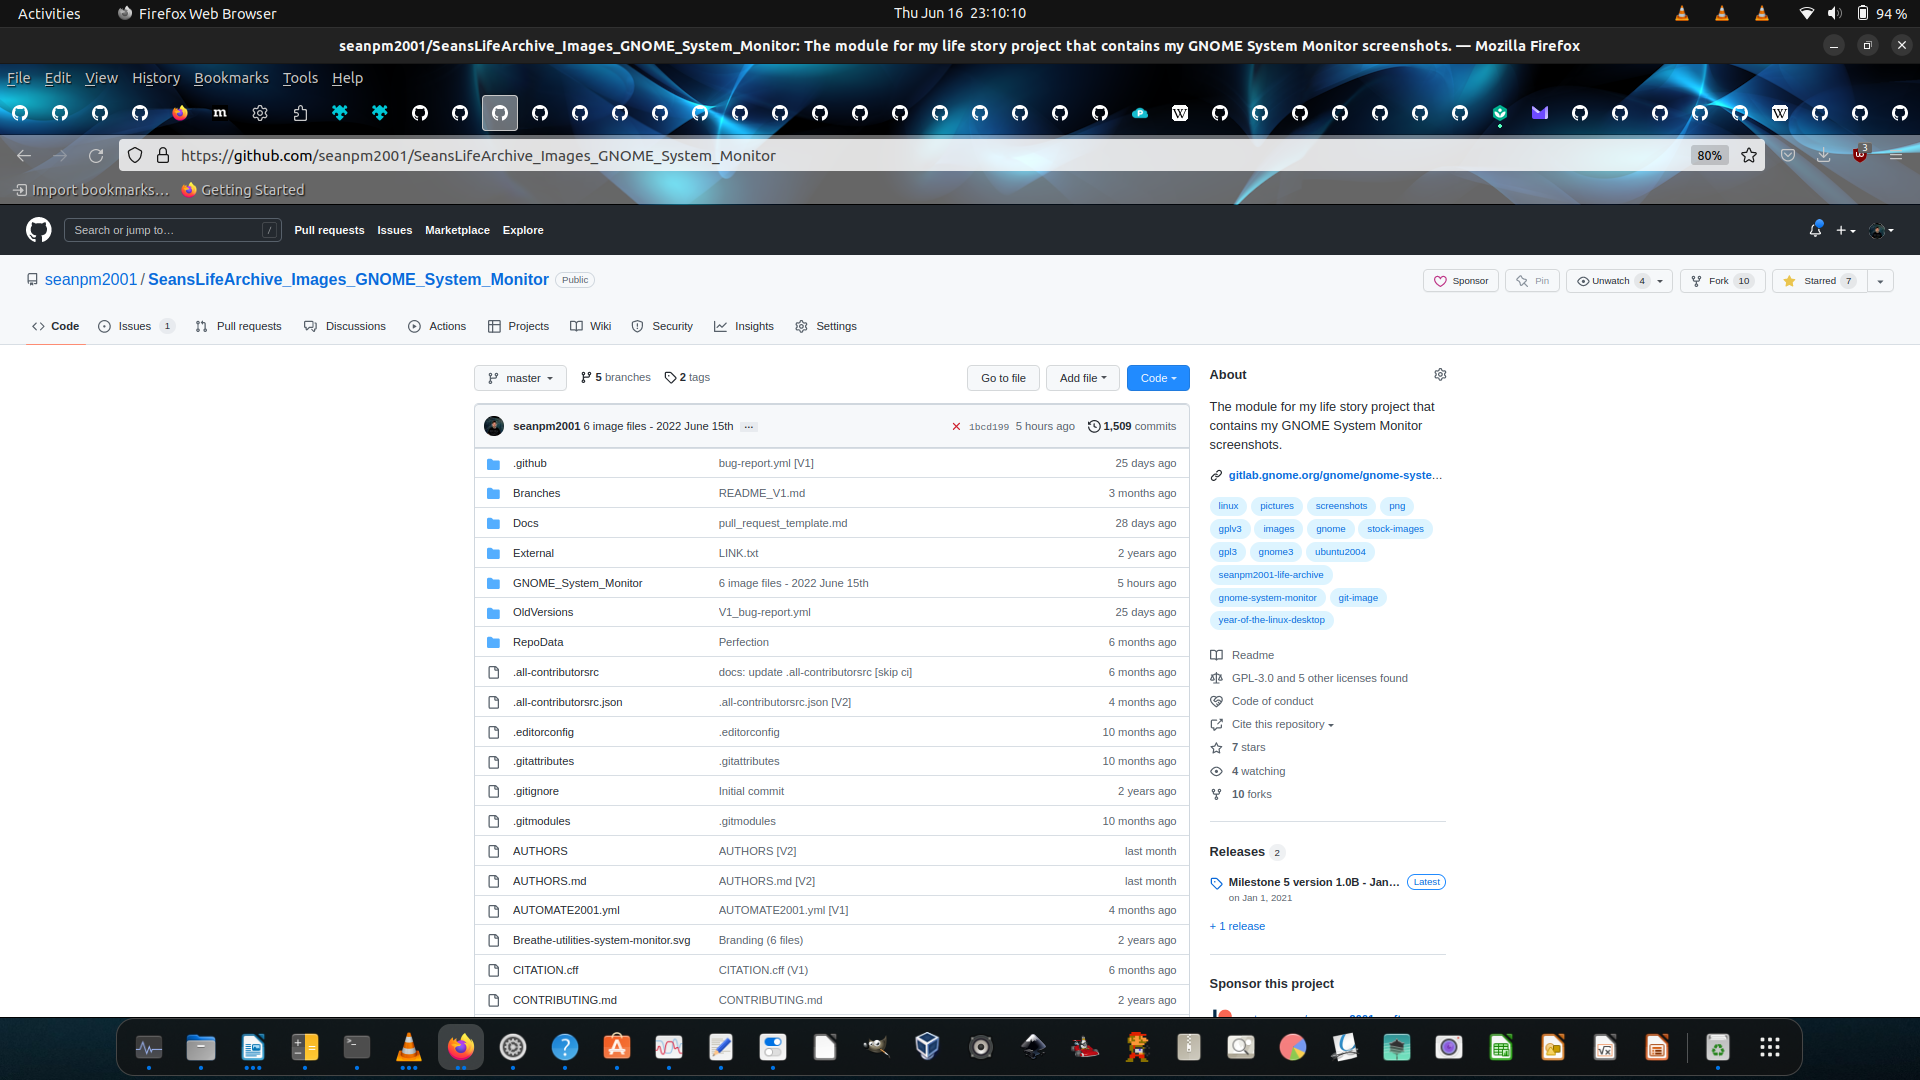 Activities Firefox Web Browser Thu Jun 16 23:10:10 94 %
seanpm2001/SeansLifeArchive_Images_GNOME_System_Monitor: The module for my life story project that contains my GNOME System Monitor screenshots. — Mozilla Firefox
File Edit View History Bookmarks Tools Help
https://github.com/seanpm2001/SeansLifeArchive_Images_GNOME_System_Monitor 80% 3
Import bookmarks... Getting Started
Search or jump to... / Pull requests Issues Marketplace Explore
seanpm2001 / SeansLifeArchive_Images_GNOME_System_Monitor Public Sponsor Pin Unwatch 4 Fork 10 Starred 7
Code Issues 1 Pull requests Discussions Actions Projects Wiki Security Insights Settings
master 5 branches 2 tags Go to file Add file Code
seanpm2001 6 image files - 2022 June 15th ... 1bcd199 5 hours ago 1,509 commits
.github bug-report.yml [V1] 25 days ago
Branches README_V1.md 3 months ago
Docs pull_request_template.md 28 days ago
External LINK.txt 2 years ago
GNOME_System_Monitor 6 image files - 2022 June 15th 5 hours ago
OldVersions V1_bug-report.yml 25 days ago
RepoData Perfection 6 months ago
.all-contributorsrc docs: update .all-contributorsrc [skip ci] 6 months ago
.all-contributorsrc.json .all-contributorsrc.json [V2] 4 months ago
.editorconfig .editorconfig 10 months ago
.gitattributes .gitattributes 10 months ago
.gitignore Initial commit 2 years ago
.gitmodules .gitmodules 10 months ago
AUTHORS AUTHORS [V2] last month
AUTHORS.md AUTHORS.md [V2] last month
AUTOMATE2001.yml AUTOMATE2001.yml [V1] 4 months ago
Breathe-utilities-system-monitor.svg Branding (6 files) 2 years ago
CITATION.cff CITATION.cff (V1) 6 months ago
CONTRIBUTING.md CONTRIBUTING.md 2 years ago
About
The module for my life story project that
contains my GNOME System Monitor
screenshots.
gitlab.gnome.org/gnome/gnome-syste...
linux pictures screenshots png
gplv3 images gnome stock-images
gpl3 gnome3 ubuntu2004
seanpm2001-life-archive
gnome-system-monitor git-image
year-of-the-linux-desktop
Readme
GPL-3.0 and 5 other licenses found
Code of conduct
Cite this repository
7 stars
4 watching
10 forks
Releases 2
Milestone 5 version 1.0B - Jan... Latest
on Jan 1, 2021
+ 1 release
Sponsor this project